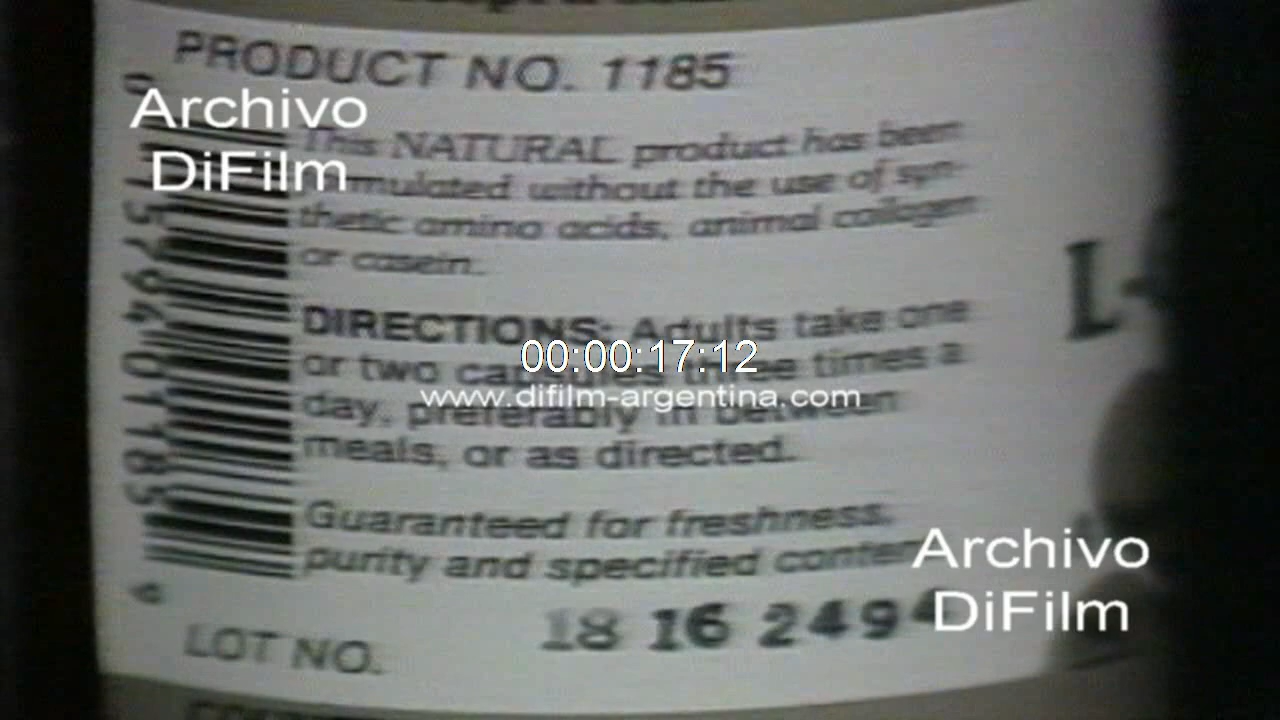 PRODUCT NO. 1185
Archivo
DiFilm
This NATURAL product has been
mulated without the use of syn-
thetic amino acids, animal collagen
or casein.
DIRECTIONS: Adults take one
or two capsules three times a
00:00:17:12
www.difilm-argentina.com
day, preferably in between
meals, or as directed.
Guaranteed for freshness,
purity and specified
Archivo
DiFilm
18 16 2494
LOT NO.
L-